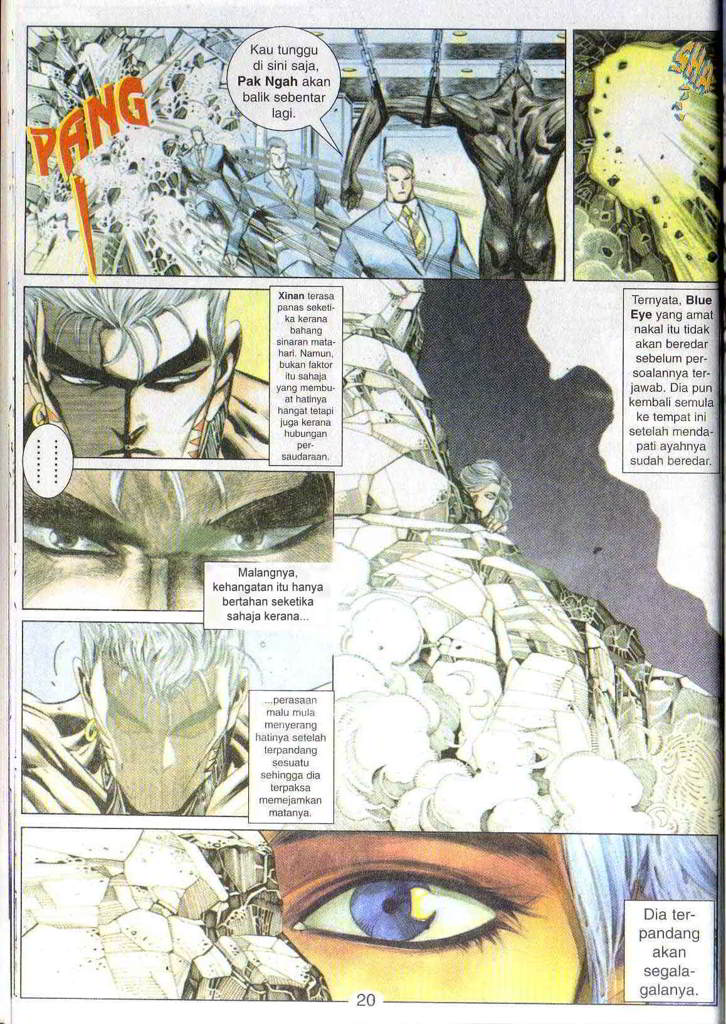 Kau tunggu
di sini saja,
Pak Ngah akan
balik sebentar
lagi.
PANG
!
Xinan terasa
panas seketi-
ka kerana
bahang
sinaran mata-
hari. Namun,
bukan faktor
itu sahaja
yang membu-
at hatinya
hangat tetapi
juga kerana
hubungan
per-
saudaraan.
Ternyata, Blue
Eye yang amat
nakal itu tidak
akan beredar
sebelum per-
soalannya ter-
jawab. Dia pun
kembali semula
ke tempat ini
setelah menda-
pati ayahnya
sudah beredar.
Malangnya,
kehangatan itu hanya
bertahan seketika
sahaja kerana...
...perasaan
malu mula
menyerang
hatinya setelah
terpandang
sesuatu
sehingga dia
terpaksa
memejamkan
matanya.
Dia ter-
pandang
akan
segala-
galanya.
20